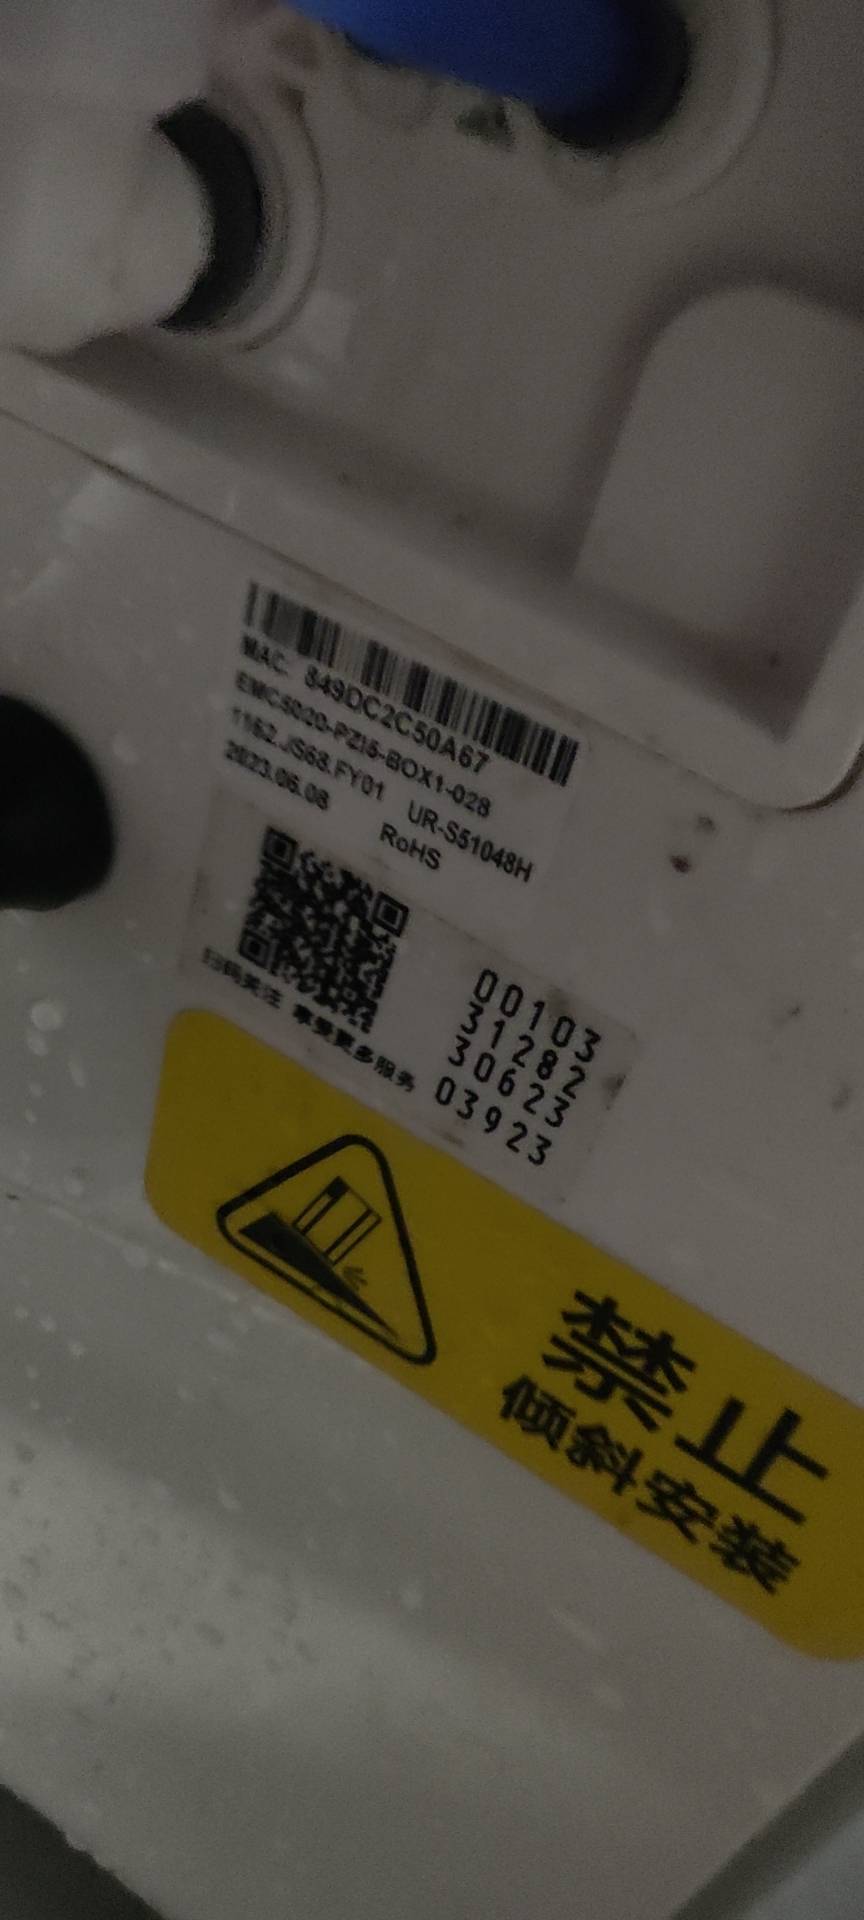 MAC: 849DC2C50A67
EMC8020-PZI5-BOX1-028
1162.JS68.FY01 UR-S51048H
2023.06.08 RoHS
扫码关注 享受更多服务
00103
31282
30623
03923
禁止
倾斜安装